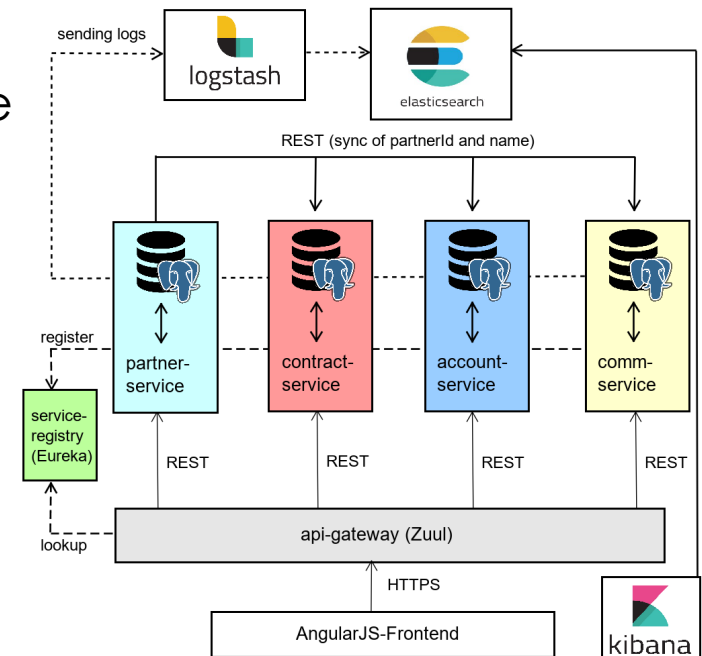 sending logs
logstash
elasticsearch
e
REST (sync of partnerId and name)
register
partner-
service
contract-
service
account-
service
comm-
service
service-
registry
(Eureka)
REST
REST
REST
REST
lookup
api-gateway (Zuul)
HTTPS
AngularJS-Frontend
kibana